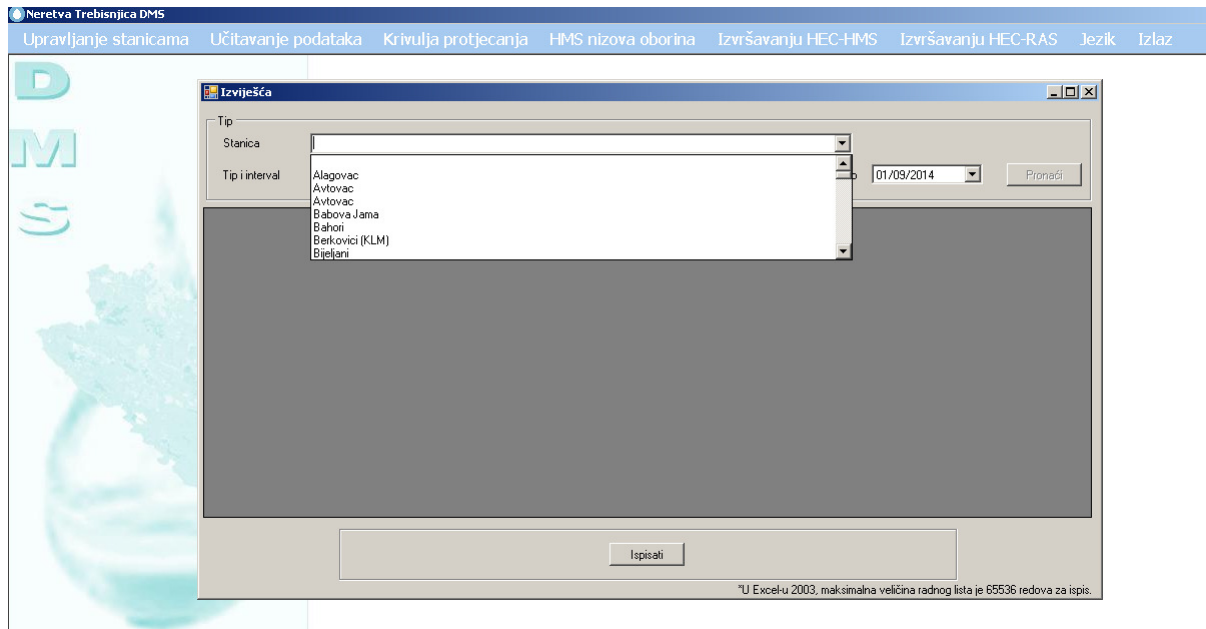 Neretva Trebisnjica DMS
Upravljanje stanicama Učitavanje podataka Krivulja protjecanja HMS nizova oborina Izvršavanju HEC-HMS Izvršavanju HEC-RAS Jezik Izlaz
D
M
S
Izviješća
Tip
Stanica
Tip i interval
Alagovac
Avtovac
Avtovac
Babova Jama
Bahori
Berkovici (KLM)
Bijeljani
01/09/2014
Pronaći
Ispisati
*U Excel-u 2003, maksimalna veličina radnog lista je 65536 redova za ispis.